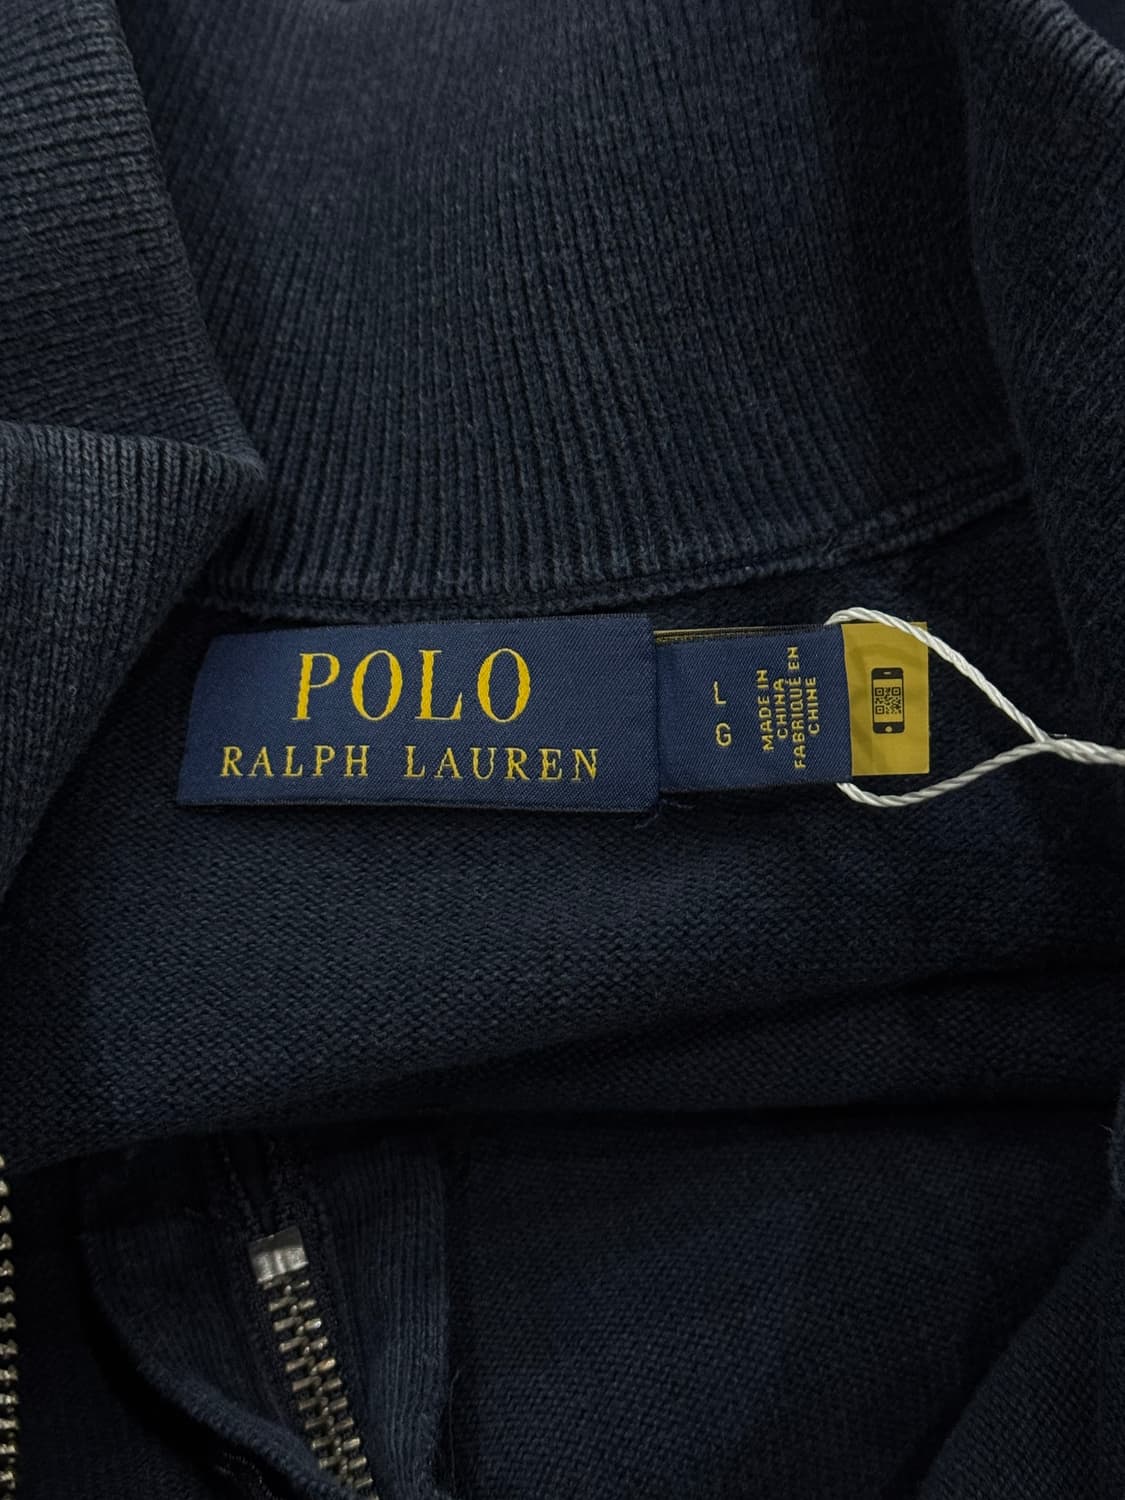 POLO
RALPH LAUREN
L
G
MADE IN
CHINA
FABRIQUÉ EN
CHINE